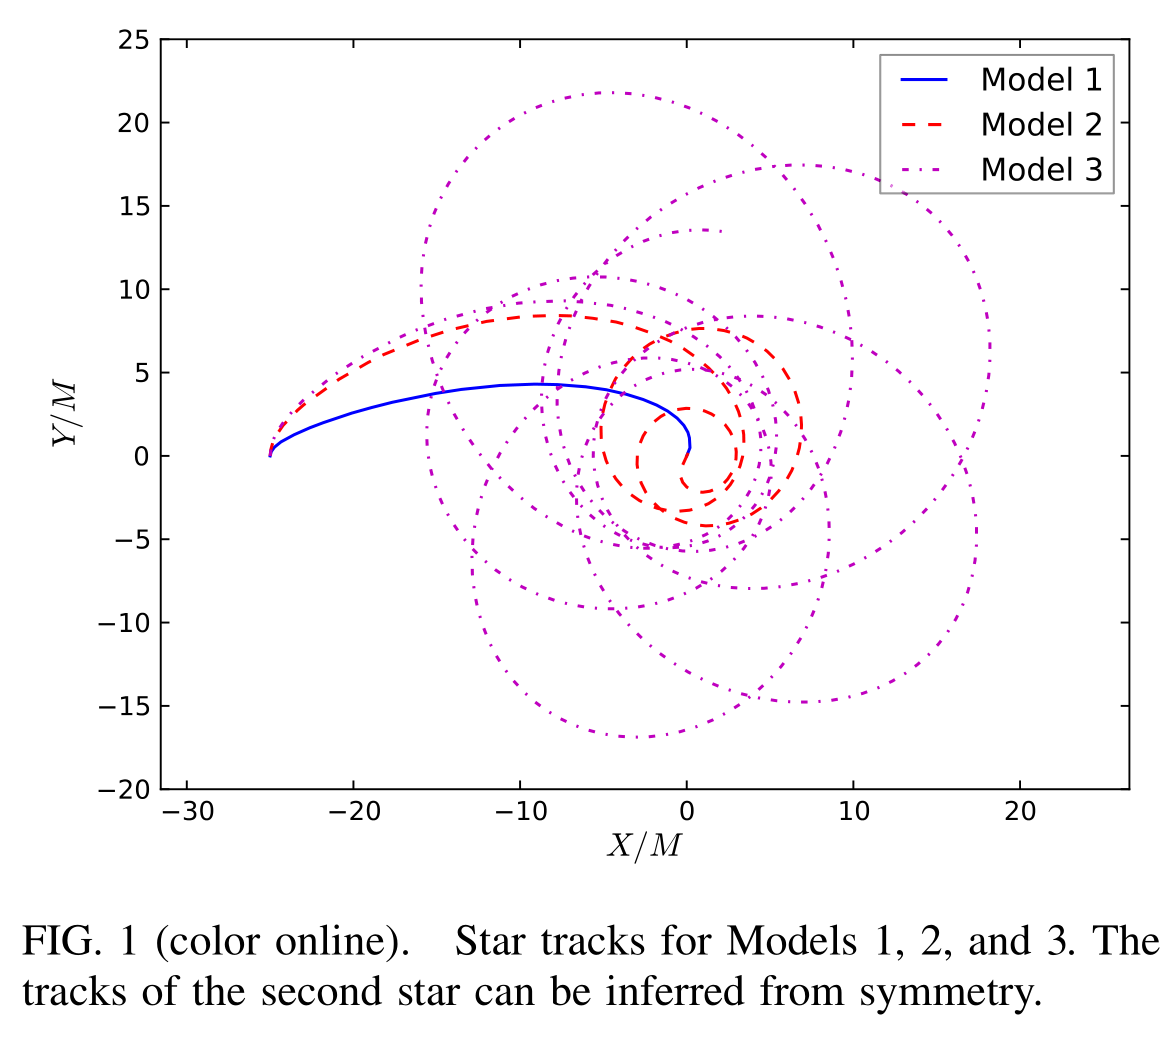 25
20
15
10
5
0
−5
−10
−15
−20
−30 −20 −10 0 10 20
Y/M
X/M
Model 1
Model 2
Model 3
FIG. 1 (color online). Star tracks for Models 1, 2, and 3. The
tracks of the second star can be inferred from symmetry.